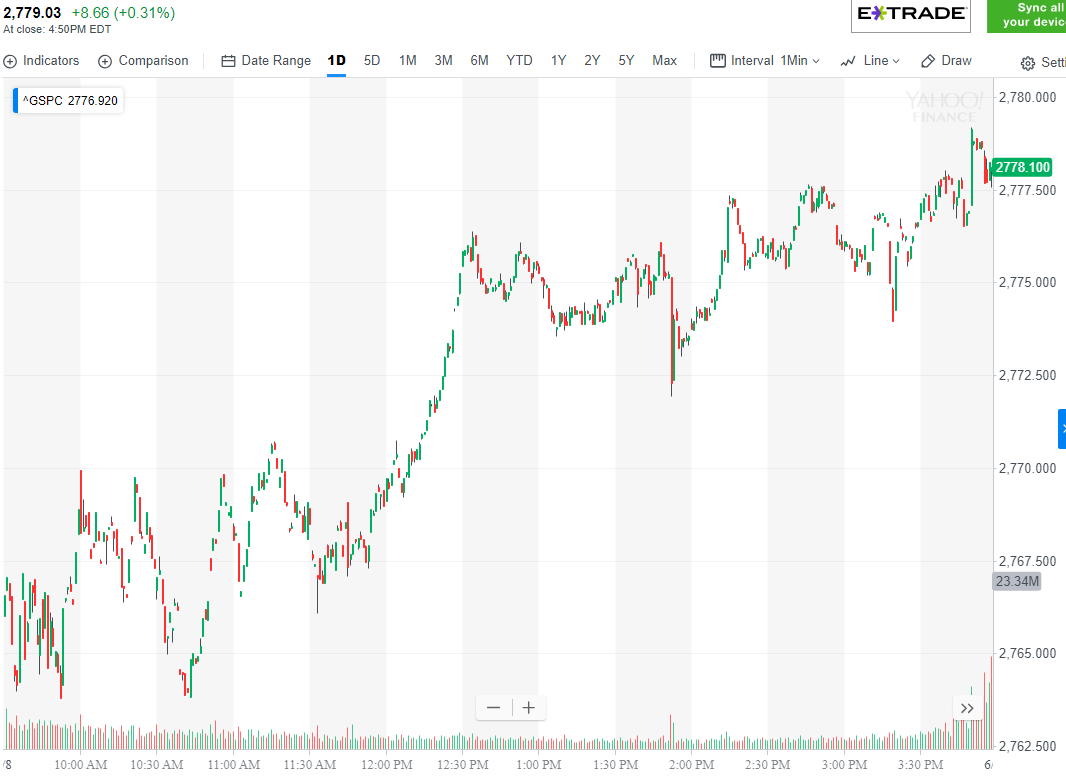 2,779.03 +8.66 (+0.31%)
At close: 4:50PM EDT
E*TRADE
Sync all
your device
Indicators Comparison Date Range 1D 5D 1M 3M 6M YTD 1Y 2Y 5Y Max Interval 1Min Line Draw Setti
^GSPC 2776.920
YAHOO!
FINANCE
2,780.000
2778.100
2,777.500
2,775.000
2,772.500
2,770.000
2,767.500
23.34M
2,765.000
2,762.500
/8 10:00 AM 10:30 AM 11:00 AM 11:30 AM 12:00 PM 12:30 PM 1:00 PM 1:30 PM 2:00 PM 2:30 PM 3:00 PM 3:30 PM 6/